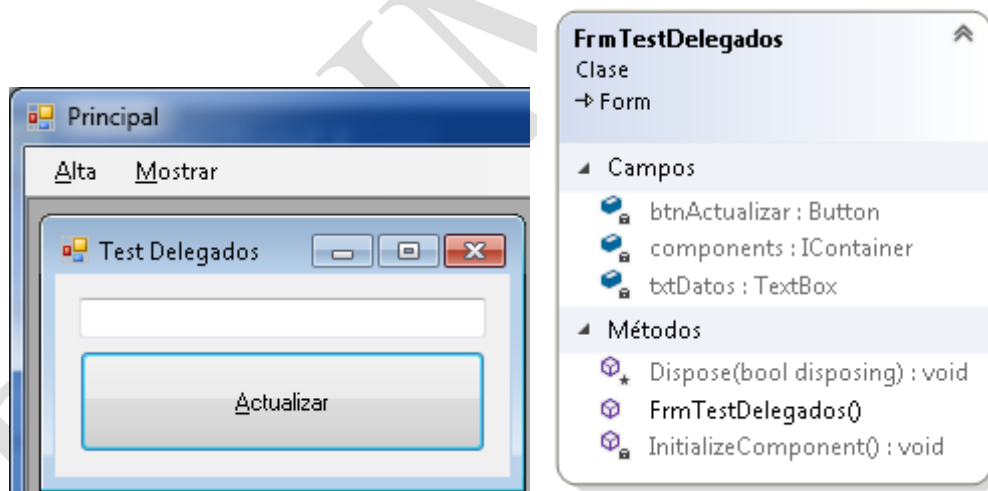 Principal
Alta Mostrar
Test Delegados
Actualizar
FrmTestDelegados
Clase
Form
Campos
btnActualizar : Button
components : IContainer
txtDatos : TextBox
Métodos
Dispose(bool disposing) : void
FrmTestDelegados()
InitializeComponent() : void